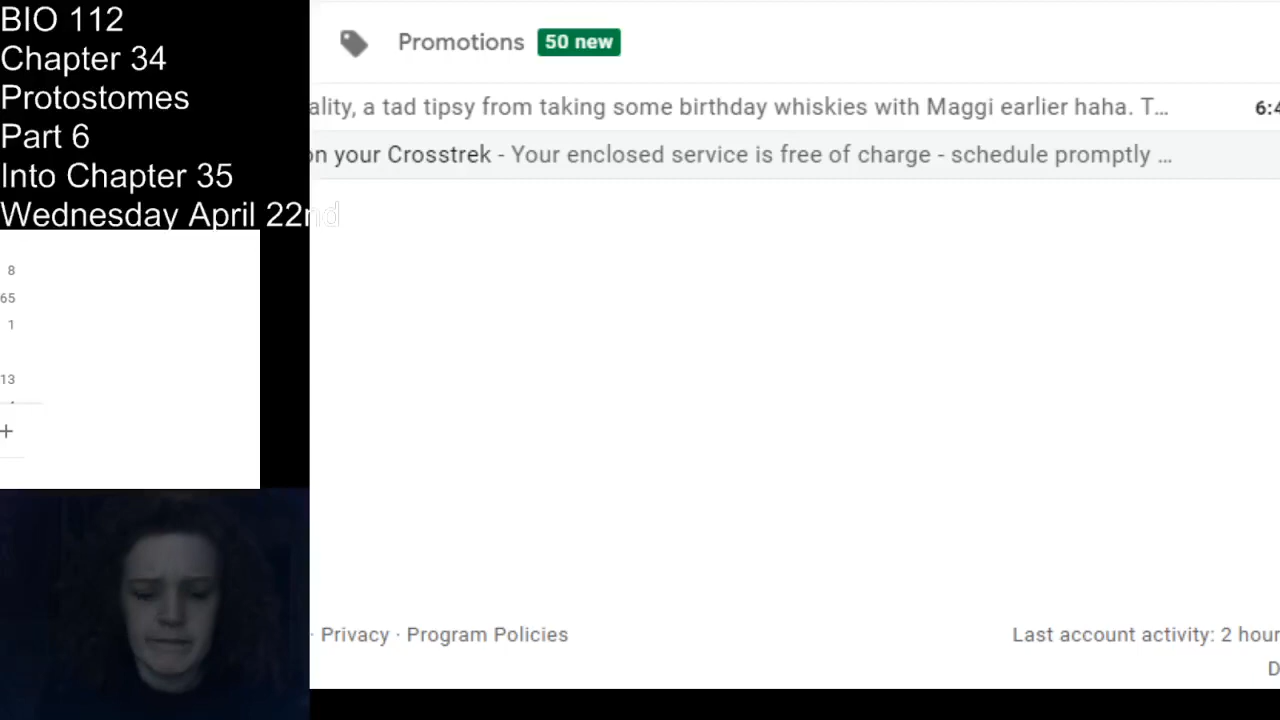 BIO 112
Chapter 34
Protostomes
Part 6
Into Chapter 35
Wednesday April 22nd
8
65
1
13
+
Promotions 50 new
ality, a tad tipsy from taking some birthday whiskies with Maggi earlier haha. T... 6:4
on your Crosstrek - Your enclosed service is free of charge - schedule promptly ...
· Privacy · Program Policies
Last account activity: 2 hour
D